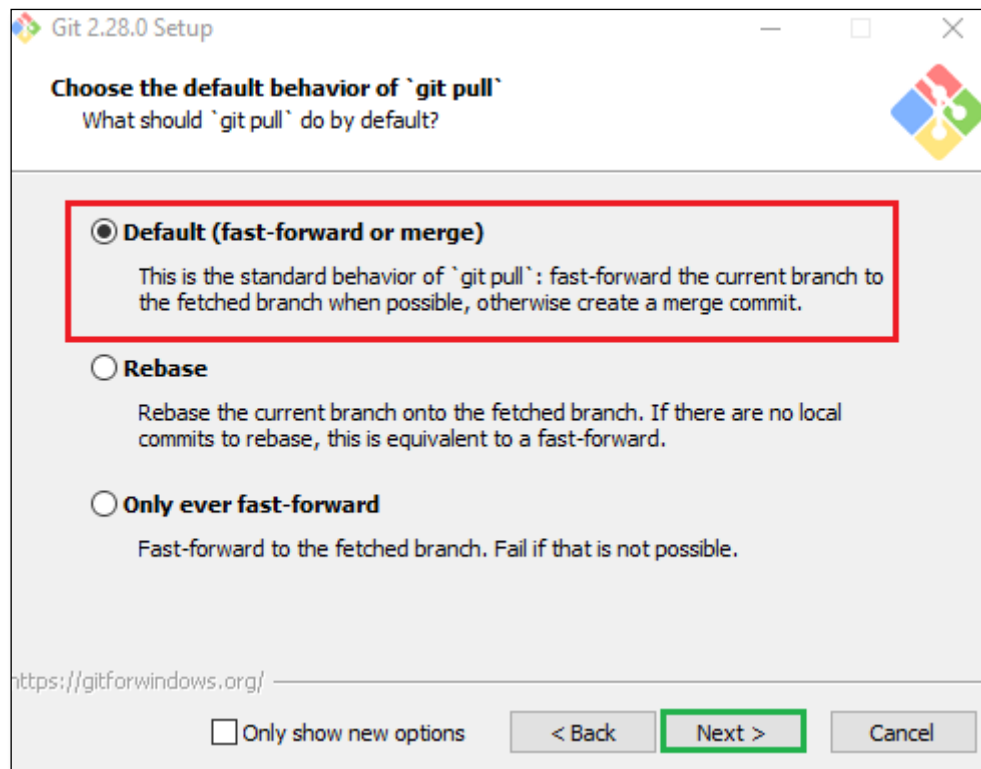 Git 2.28.0 Setup
Choose the default behavior of `git pull`
What should `git pull` do by default?
Default (fast-forward or merge)
This is the standard behavior of `git pull`: fast-forward the current branch to
the fetched branch when possible, otherwise create a merge commit.
Rebase
Rebase the current branch onto the fetched branch. If there are no local
commits to rebase, this is equivalent to a fast-forward.
Only ever fast-forward
Fast-forward to the fetched branch. Fail if that is not possible.
https://gitforwindows.org/
Only show new options
< Back
Next >
Cancel